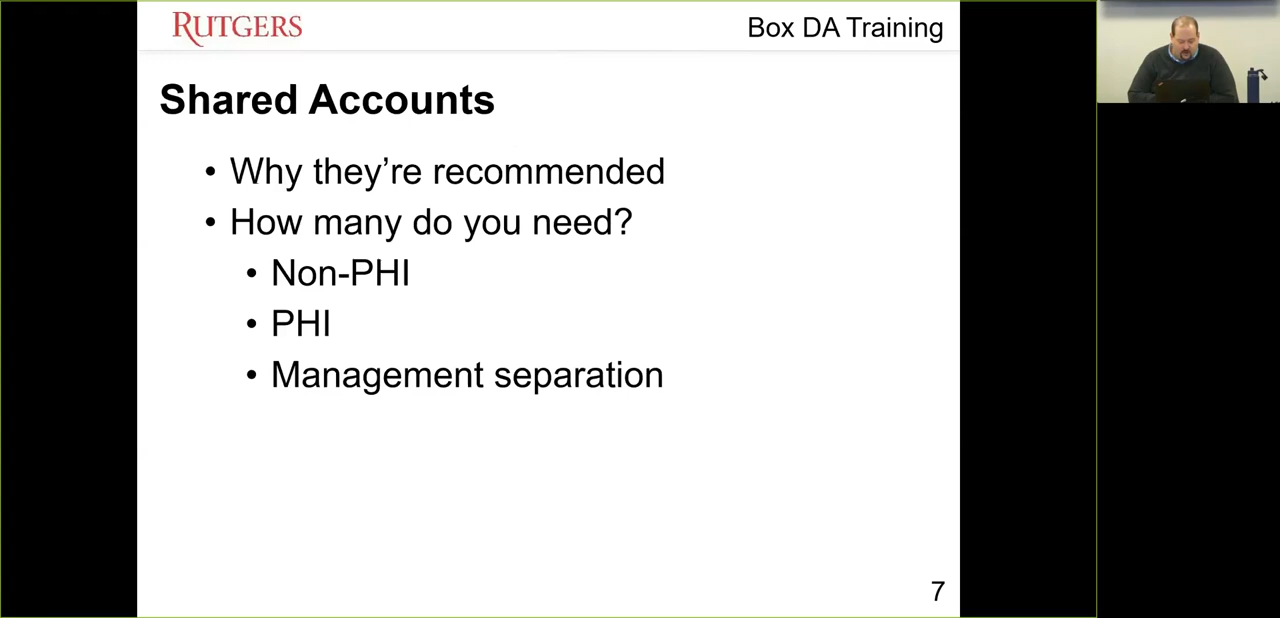 RUTGERS
Box DA Training
Shared Accounts
• Why they’re recommended
• How many do you need?
• Non-PHI
• PHI
• Management separation
7